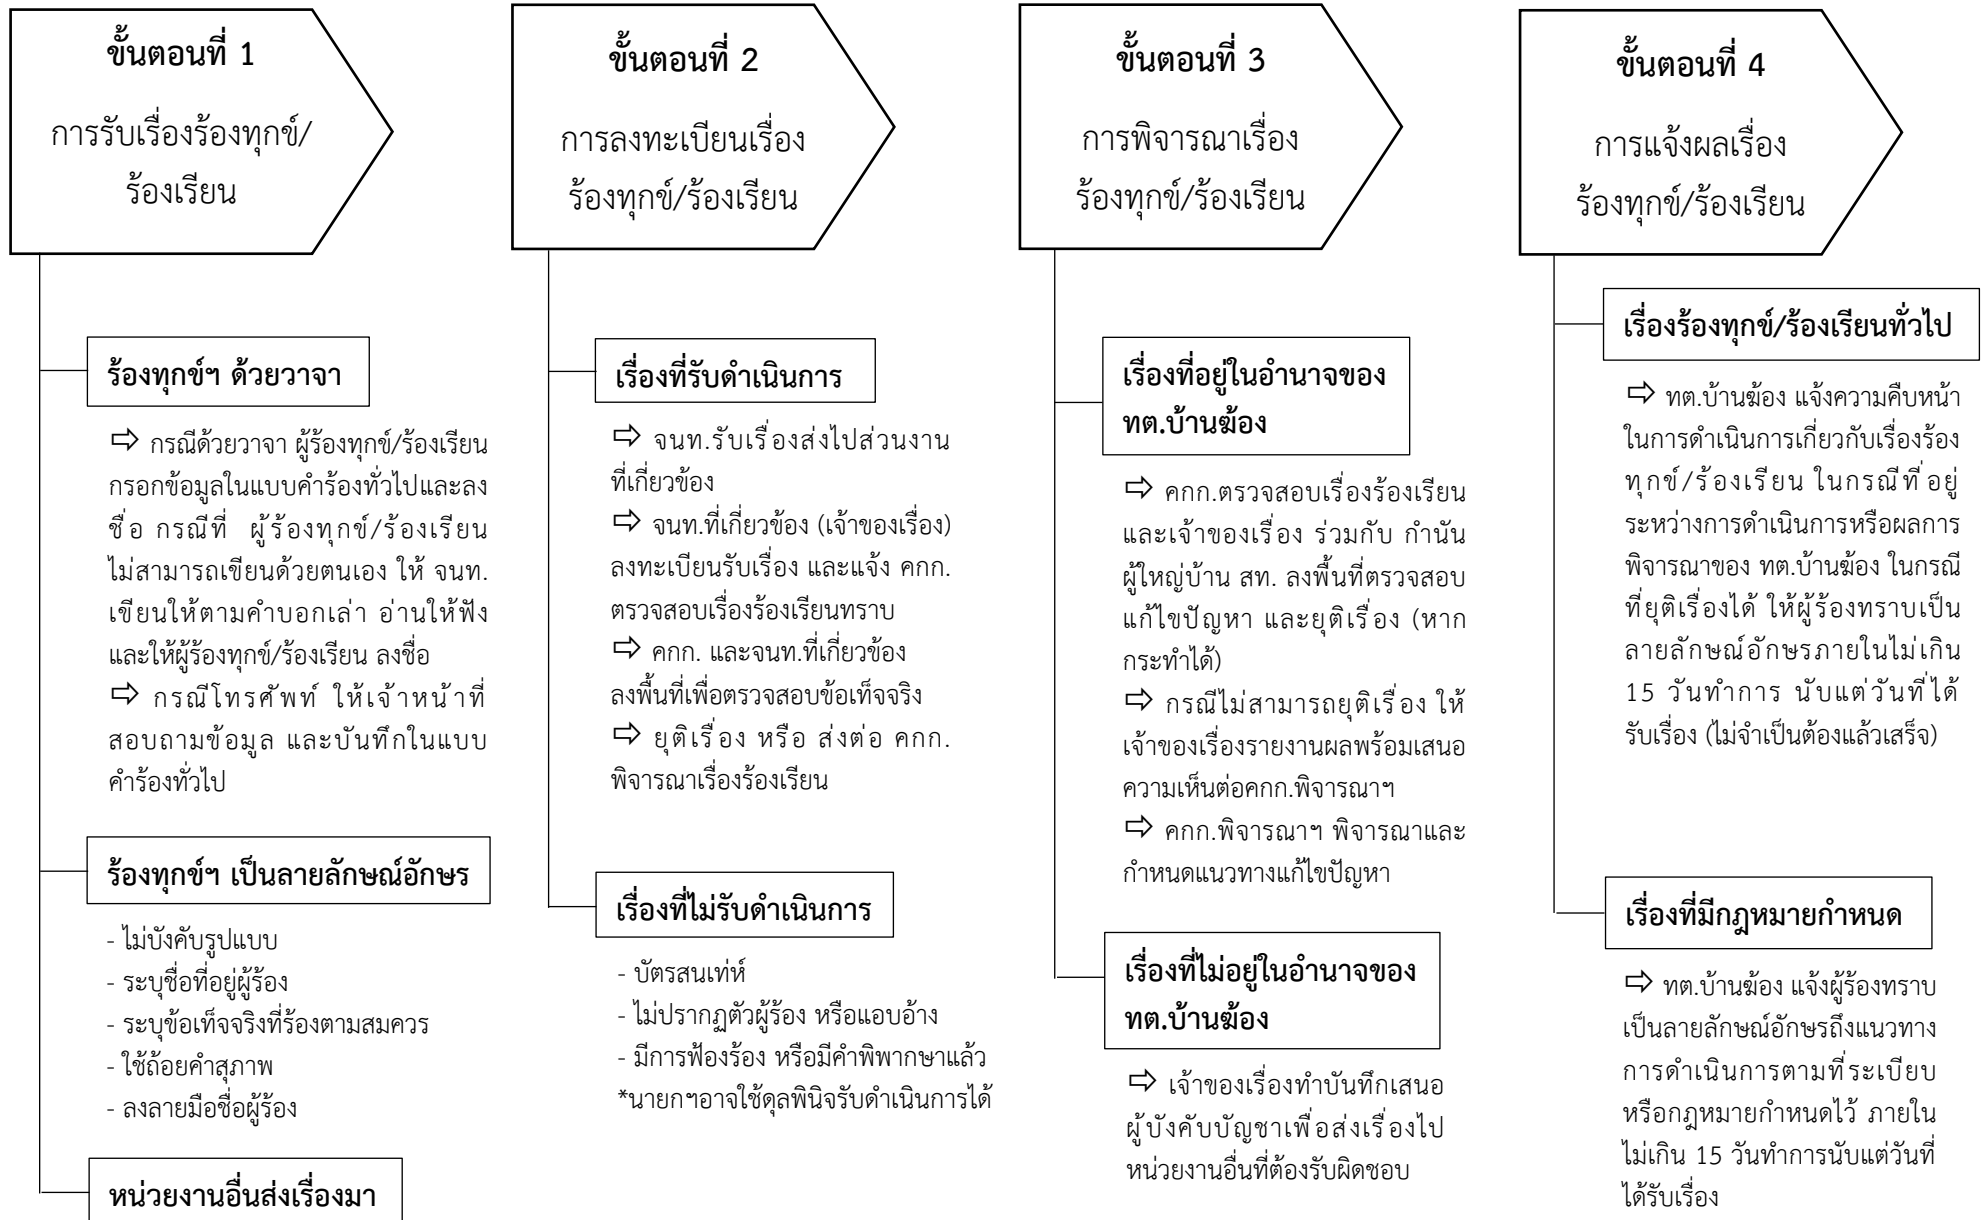 ขั้นตอนที่ 1
การรับเรื่องร้องทุกข์/
ร้องเรียน
ร้องทุกข์ฯ ด้วยวาจา
⇨ กรณีด้วยวาจา ผู้ร้องทุกข์/ร้องเรียน
กรอกข้อมูลในแบบคำร้องทั่วไปและลง
ชื่อ กรณีที่ ผู้ร้องทุกข์/ร้องเรียน
ไม่สามารถเขียนด้วยตนเอง ให้ จนท.
เขียนให้ตามคำบอกเล่า อ่านให้ฟัง
และให้ผู้ร้องทุกข์/ร้องเรียน ลงชื่อ
⇨ กรณีโทรศัพท์ ให้เจ้าหน้าที่
สอบถามข้อมูล และบันทึกในแบบ
คำร้องทั่วไป
ร้องทุกข์ฯ เป็นลายลักษณ์อักษร
- ไม่บังคับรูปแบบ
- ระบุชื่อที่อยู่ผู้ร้อง
- ระบุข้อเท็จจริงที่ร้องตามสมควร
- ใช้ถ้อยคำสุภาพ
- ลงลายมือชื่อผู้ร้อง
หน่วยงานอื่นส่งเรื่องมา
ขั้นตอนที่ 2
การลงทะเบียนเรื่อง
ร้องทุกข์/ร้องเรียน
เรื่องที่รับดำเนินการ
⇨ จนท.รับเรื่องส่งไปส่วนงาน
ที่เกี่ยวข้อง
⇨ จนท.ที่เกี่ยวข้อง (เจ้าของเรื่อง)
ลงทะเบียนรับเรื่อง และแจ้ง คกก.
ตรวจสอบเรื่องร้องเรียนทราบ
⇨ คกก. และจนท.ที่เกี่ยวข้อง
ลงพื้นที่เพื่อตรวจสอบข้อเท็จจริง
⇨ ยุติเรื่อง หรือ ส่งต่อ คกก.
พิจารณาเรื่องร้องเรียน
เรื่องที่ไม่รับดำเนินการ
- บัตรสนเท่ห์
- ไม่ปรากฏตัวผู้ร้อง หรือแอบอ้าง
- มีการฟ้องร้อง หรือมีคำพิพากษาแล้ว
*นายกฯอาจใช้ดุลพินิจรับดำเนินการได้
ขั้นตอนที่ 3
การพิจารณาเรื่อง
ร้องทุกข์/ร้องเรียน
เรื่องที่อยู่ในอำนาจของ
ทต.บ้านฆ้อง
⇨ คกก.ตรวจสอบเรื่องร้องเรียน
และเจ้าของเรื่อง ร่วมกับ กำนัน
ผู้ใหญ่บ้าน สท. ลงพื้นที่ตรวจสอบ
แก้ไขปัญหา และยุติเรื่อง (หาก
กระทำได้)
⇨ กรณีไม่สามารถยุติเรื่อง ให้
เจ้าของเรื่องรายงานผลพร้อมเสนอ
ความเห็นต่อคกก.พิจารณาฯ
⇨ คกก.พิจารณาฯ พิจารณาและ
กำหนดแนวทางแก้ไขปัญหา
เรื่องที่ไม่อยู่ในอำนาจของ
ทต.บ้านฆ้อง
⇨ เจ้าของเรื่องทำบันทึกเสนอ
ผู้บังคับบัญชาเพื่อส่งเรื่องไป
หน่วยงานอื่นที่ต้องรับผิดชอบ
ขั้นตอนที่ 4
การแจ้งผลเรื่อง
ร้องทุกข์/ร้องเรียน
เรื่องร้องทุกข์/ร้องเรียนทั่วไป
⇨ ทต.บ้านฆ้อง แจ้งความคืบหน้า
ในการดำเนินการเกี่ยวกับเรื่องร้อง
ทุกข์/ร้องเรียน ในกรณีที่อยู่
ระหว่างการดำเนินการหรือผลการ
พิจารณาของ ทต.บ้านฆ้อง ในกรณี
ที่ยุติเรื่องได้ ให้ผู้ร้องทราบเป็น
ลายลักษณ์อักษรภายในไม่เกิน
15 วันทำการ นับแต่วันที่ได้
รับเรื่อง (ไม่จำเป็นต้องแล้วเสร็จ)
เรื่องที่มีกฎหมายกำหนด
⇨ ทต.บ้านฆ้อง แจ้งผู้ร้องทราบ
เป็นลายลักษณ์อักษรถึงแนวทาง
การดำเนินการตามที่ระเบียบ
หรือกฎหมายกำหนดไว้ ภายใน
ไม่เกิน 15 วันทำการนับแต่วันที่
ได้รับเรื่อง